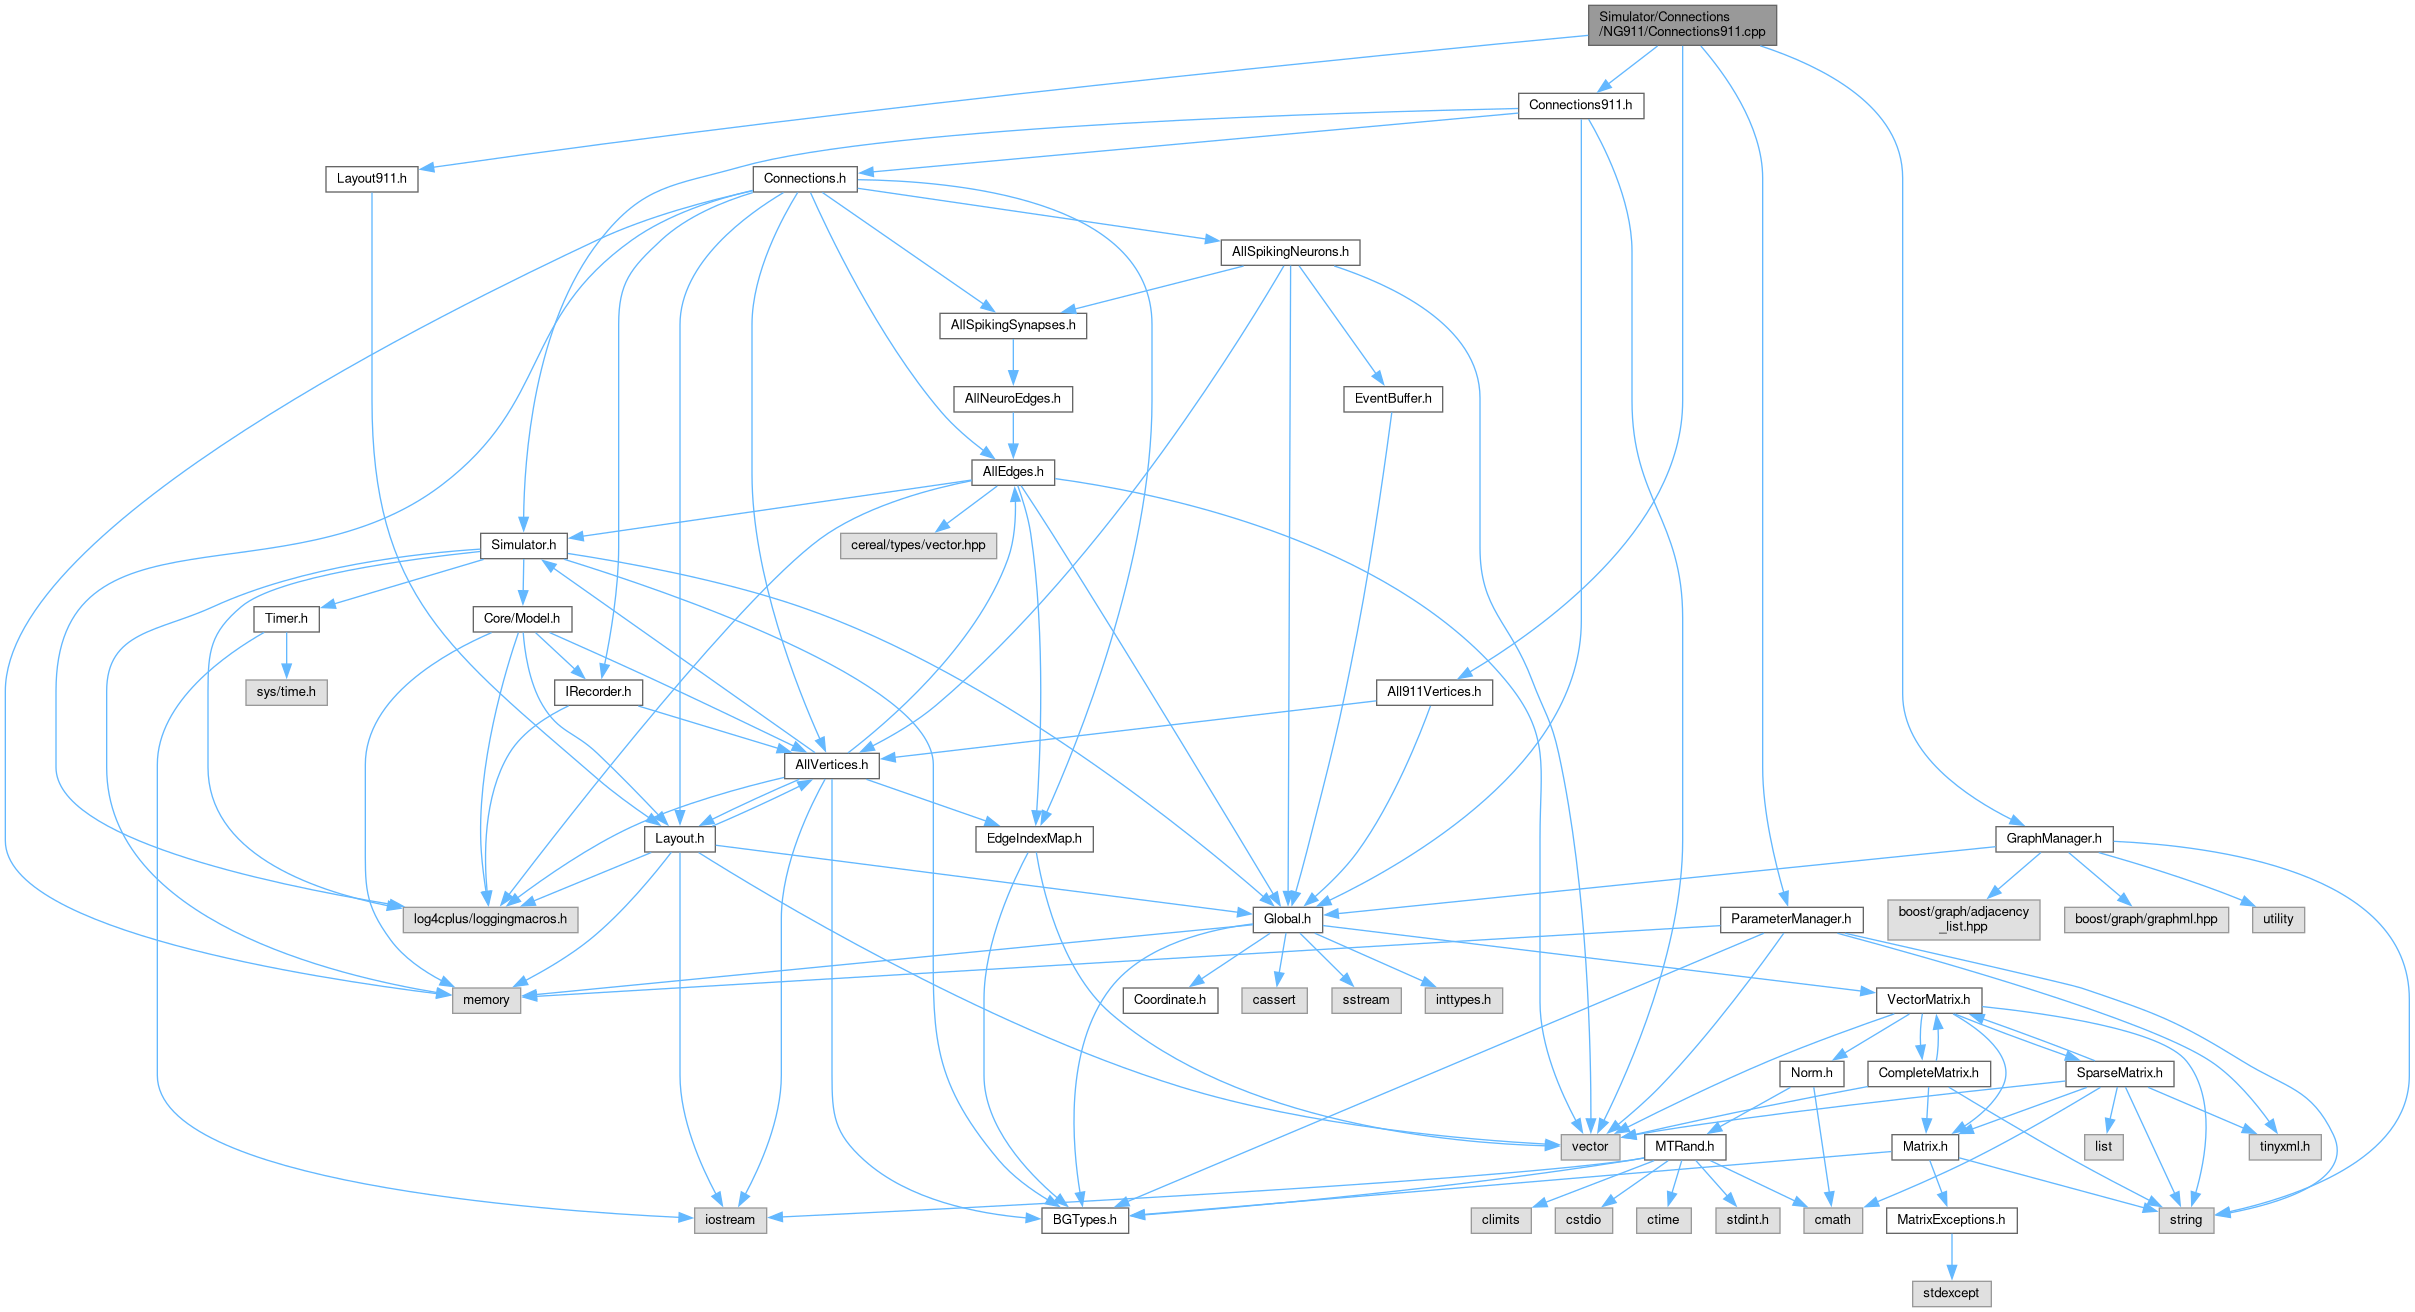 Simulator/Connections
/NG911/Connections911.cpp
Connections911.h
Layout911.h
Connections.h
AllSpikingNeurons.h
AllSpikingSynapses.h
AllNeuroEdges.h
EventBuffer.h
AllEdges.h
Simulator.h
cereal/types/vector.hpp
Timer.h
Core/Model.h
sys/time.h
IRecorder.h
All911Vertices.h
AllVertices.h
Layout.h
EdgeIndexMap.h
GraphManager.h
log4cplus/loggingmacros.h
Global.h
ParameterManager.h
boost/graph/adjacency
_list.hpp
boost/graph/graphml.hpp
utility
memory
Coordinate.h
cassert
sstream
inttypes.h
VectorMatrix.h
Norm.h
CompleteMatrix.h
SparseMatrix.h
vector
MTRand.h
Matrix.h
list
tinyxml.h
iostream
BGTypes.h
climits
cstdio
ctime
stdint.h
cmath
MatrixExceptions.h
string
stdexcept